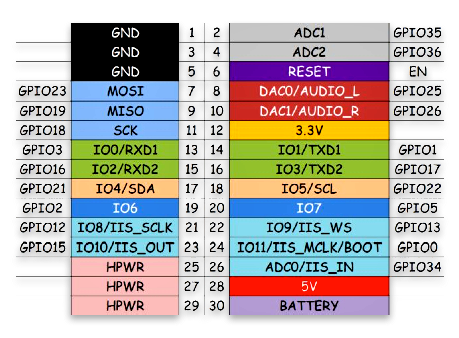 GND 1 2 ADC1 GPIO35
GND 3 4 ADC2 GPIO36
GND 5 6 RESET EN
GPIO23 MOSI 7 8 DAC0/AUDIO_L GPIO25
GPIO19 MISO 9 10 DAC1/AUDIO_R GPIO26
GPIO18 SCK 11 12 3.3V
GPIO3 IO0/RXD1 13 14 IO1/TXD1 GPIO1
GPIO16 IO2/RXD2 15 16 IO3/TXD2 GPIO17
GPIO21 IO4/SDA 17 18 IO5/SCL GPIO22
GPIO2 IO6 19 20 IO7 GPIO5
GPIO12 IO8/IIS_SCLK 21 22 IO9/IIS_WS GPIO13
GPIO15 IO10/IIS_OUT 23 24 IO11/IIS_MCLK/BOOT GPIO0
HPWR 25 26 ADC0/IIS_IN GPIO34
HPWR 27 28 5V
HPWR 29 30 BATTERY